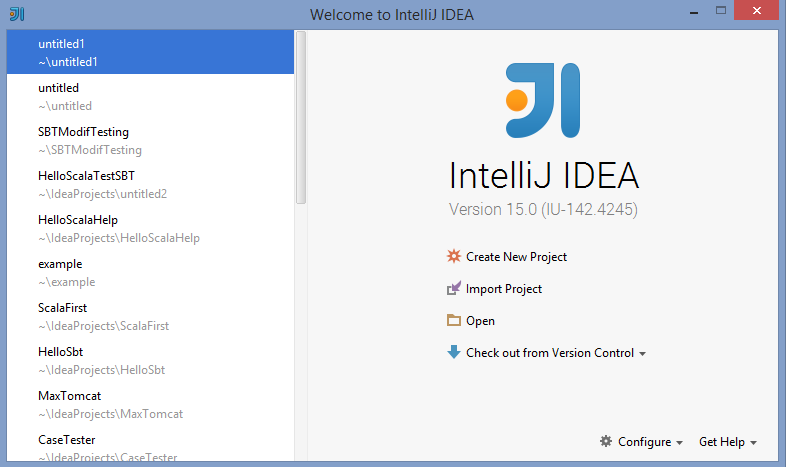 Welcome to IntelliJ IDEA
untitled1
~\untitled1
untitled
~\untitled
SBTModifTesting
~\SBTModifTesting
HelloScalaTestSBT
~\IdeaProjects\untitled2
HelloScalaHelp
~\IdeaProjects\HelloScalaHelp
example
~\example
ScalaFirst
~\IdeaProjects\ScalaFirst
HelloSbt
~\IdeaProjects\HelloSbt
MaxTomcat
~\IdeaProjects\MaxTomcat
CaseTester
~\IdeaProjects\CaseTester
IntelliJ IDEA
Version 15.0 (IU-142.4245)
Create New Project
Import Project
Open
Check out from Version Control
Configure
Get Help